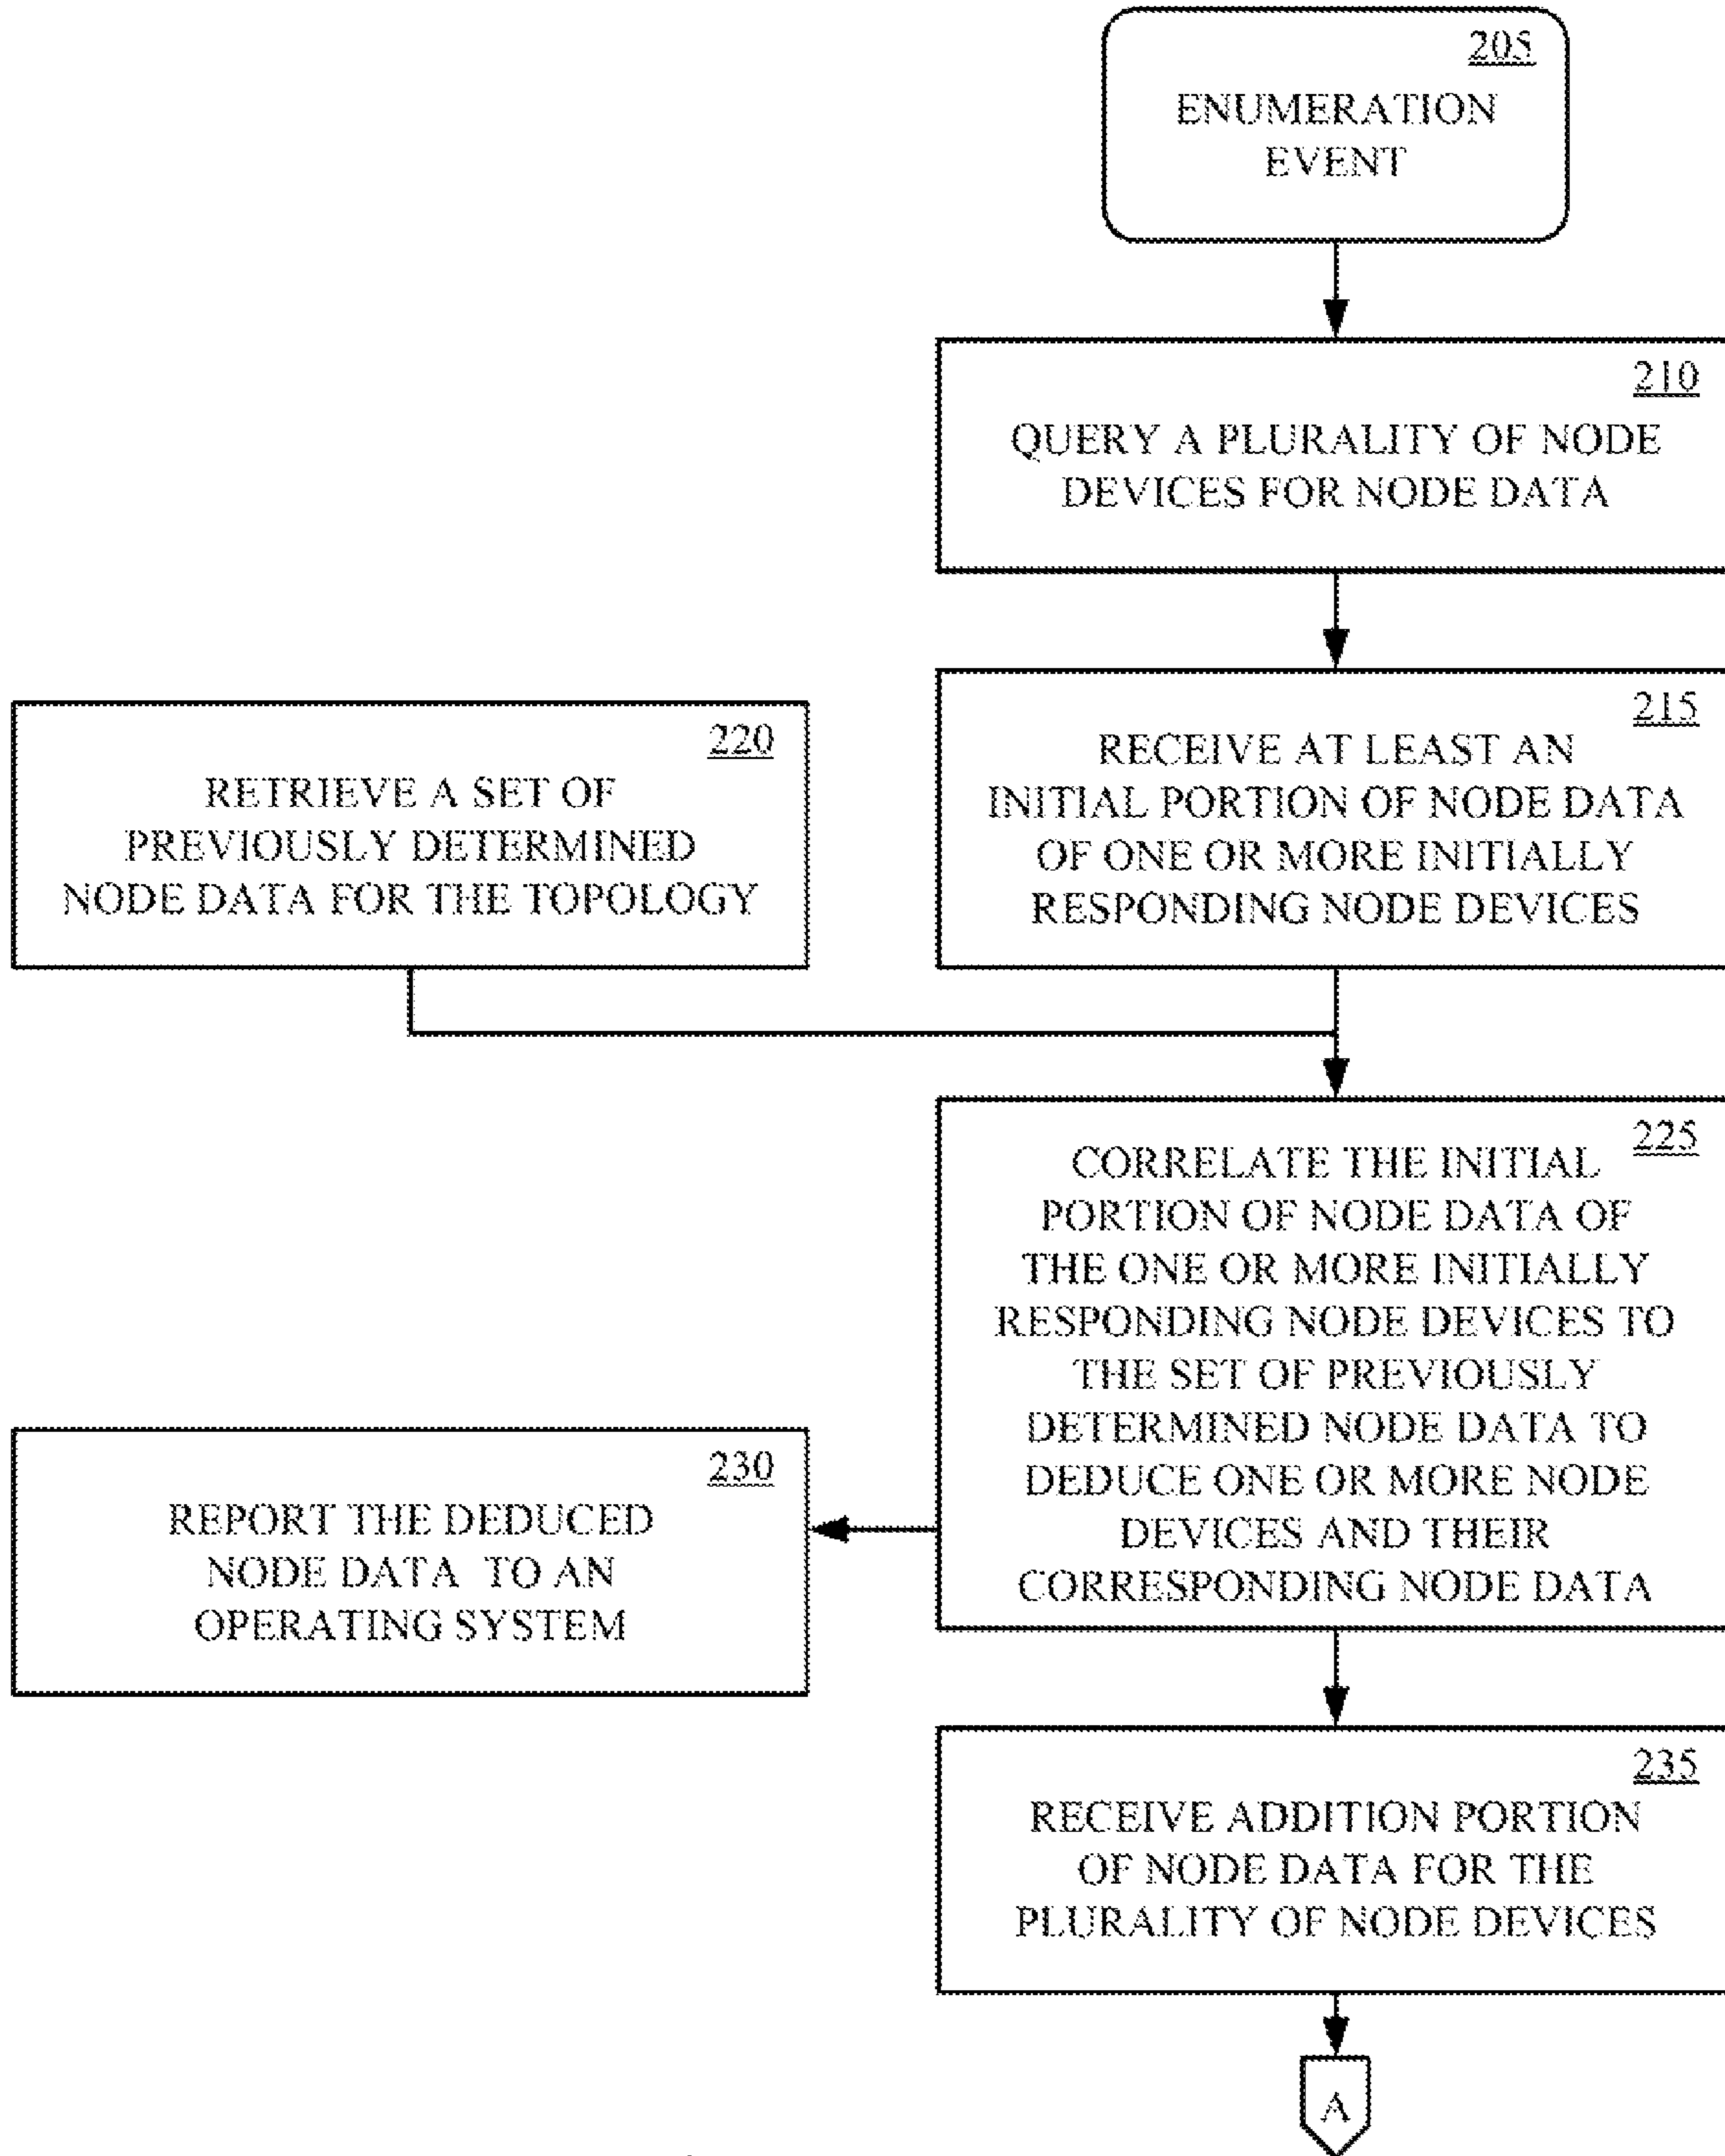 205
ENUMERATION
EVENT
210
QUERY A PLURALITY OF NODE
DEVICES FOR NODE DATA
215
RECEIVE AT LEAST AN
INITIAL PORTION OF NODE DATA
OF ONE OR MORE INITIALLY
RESPONDING NODE DEVICES
220
RETRIEVE A SET OF
PREVIOUSLY DETERMINED
NODE DATA FOR THE TOPOLOGY
225
CORRELATE THE INITIAL
PORTION OF NODE DATA OF
THE ONE OR MORE INITIALLY
RESPONDING NODE DEVICES TO
THE SET OF PREVIOUSLY
DETERMINED NODE DATA TO
DEDUCE ONE OR MORE NODE
DEVICES AND THEIR
CORRESPONDING NODE DATA
230
REPORT THE DEDUCED
NODE DATA TO AN
OPERATING SYSTEM
235
RECEIVE ADDITION PORTION
OF NODE DATA FOR THE
PLURALITY OF NODE DEVICES
A